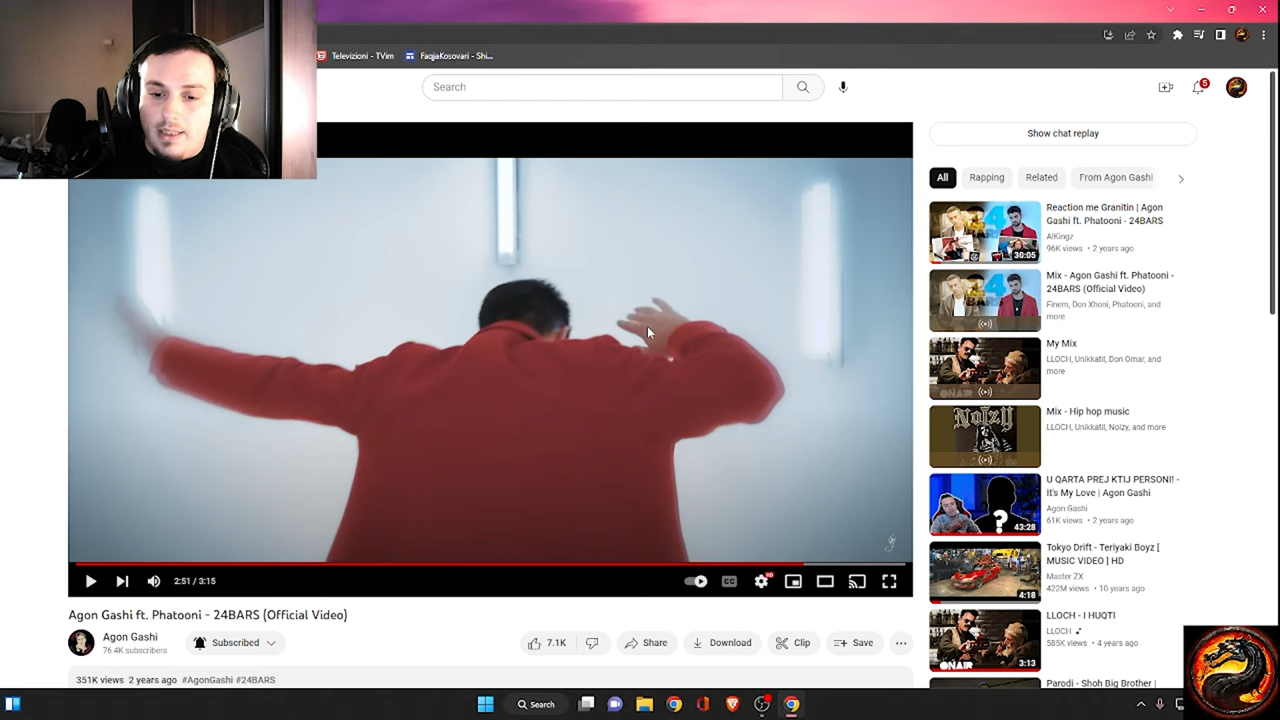 Televizioni - TVim
FaqjaKosovari - Shi...
Search
5
Show chat replay
All
Rapping
Related
From Agon Gashi
Reaction me Granitin | Agon
Gashi ft. Phatooni - 24BARS
AlKingz
96K views • 2 years ago
30:05
Mix - Agon Gashi ft. Phatooni -
24BARS (Official Video)
Finem, Don Xhoni, Phatooni, and
more
My Mix
LLOCH, Unikkatil, Don Omar, and
more
ONAIR
Mix - Hip hop music
LLOCH, Unikkatil, Noizy, and more
NOIZY
U QARTA PREJ KTIJ PERSONI! -
It's My Love | Agon Gashi
Agon Gashi
61K views • 2 years ago
?
43:28
Tokyo Drift - Teriyaki Boyz [
MUSIC VIDEO ] HD
Master ZX
422M views • 10 years ago
4:18
LLOCH - I HUQTI
LLOCH
585K views • 4 years ago
ONAIR
3:13
Parodi - Shoh Big Brother |
2:51 / 3:15
CC
Agon Gashi ft. Phatooni - 24BARS (Official Video)
Agon Gashi
76.4K subscribers
Subscribed
7.1K
Share
Download
Clip
Save
351K views 2 years ago #AgonGashi #24BARS
Search